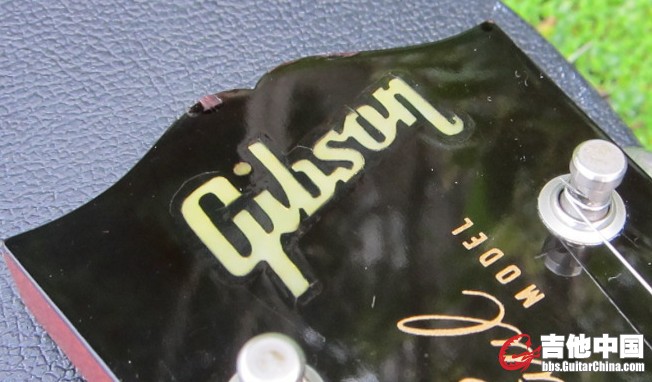 Gibson
MODEL
吉他中国
bbs.GuitarChina.com